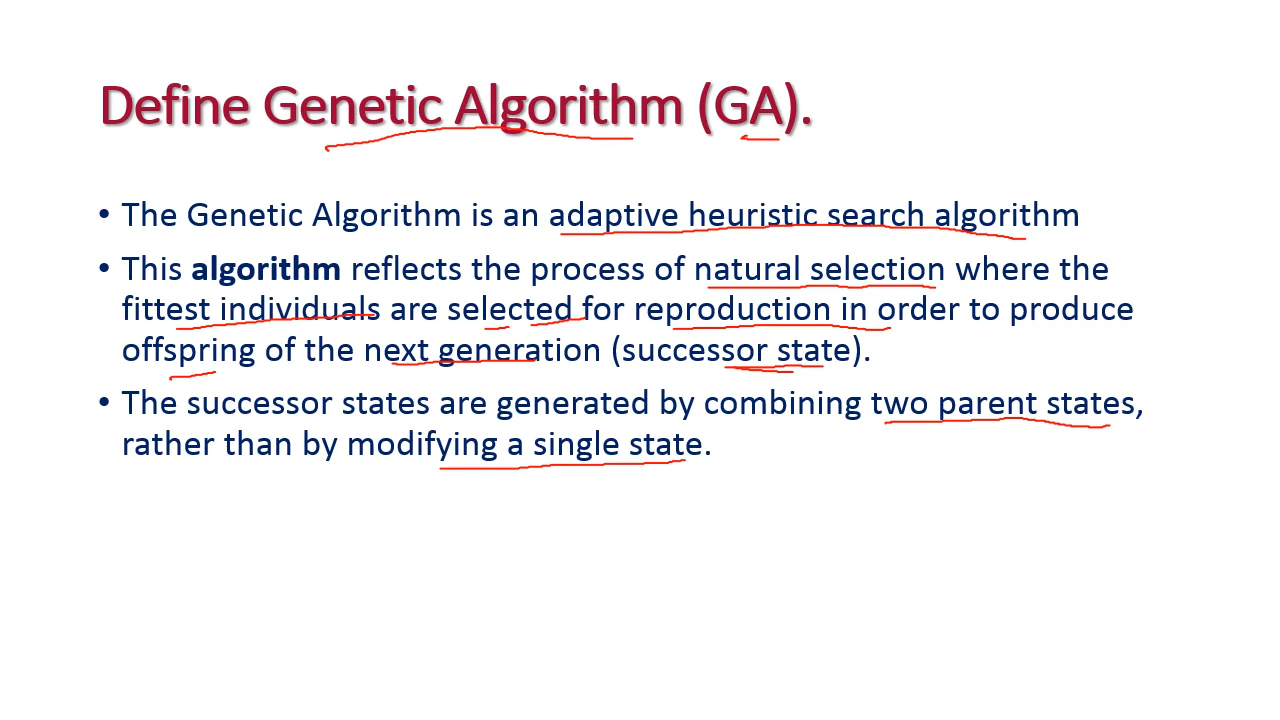 Define Genetic Algorithm (GA).
• The Genetic Algorithm is an adaptive heuristic search algorithm
• This algorithm reflects the process of natural selection where the
fittest individuals are selected for reproduction in order to produce
offspring of the next generation (successor state).
• The successor states are generated by combining two parent states,
rather than by modifying a single state.